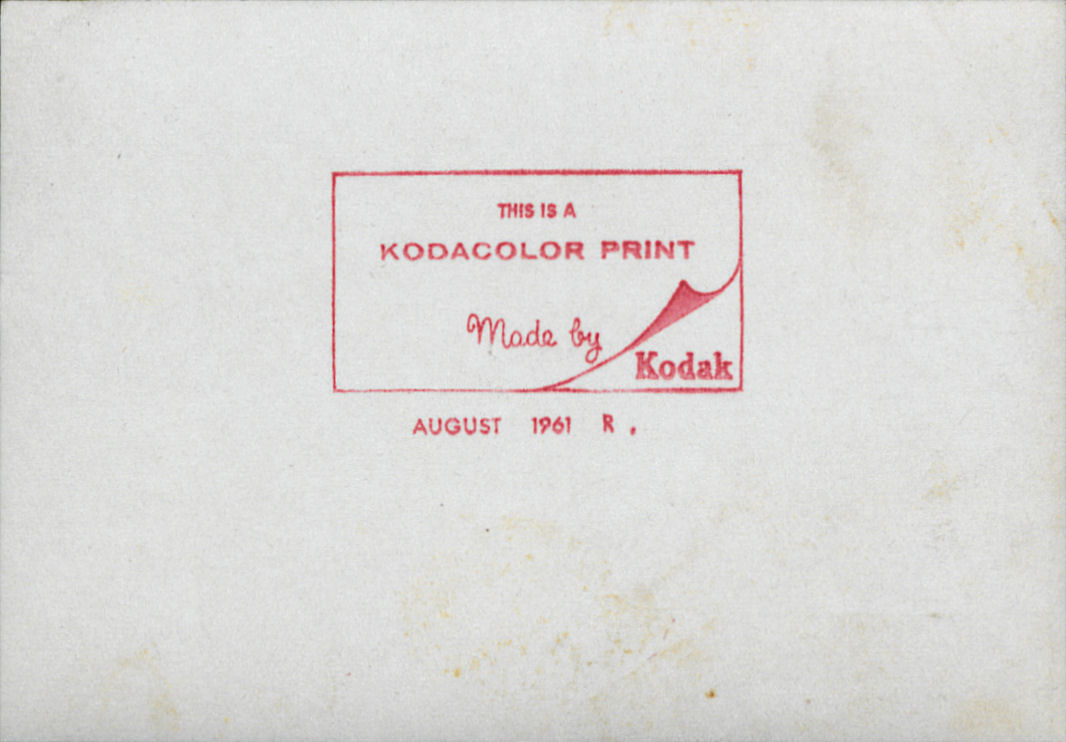 THIS IS A
KODACOLOR PRINT
Made by
Kodak
AUGUST 1961 R .